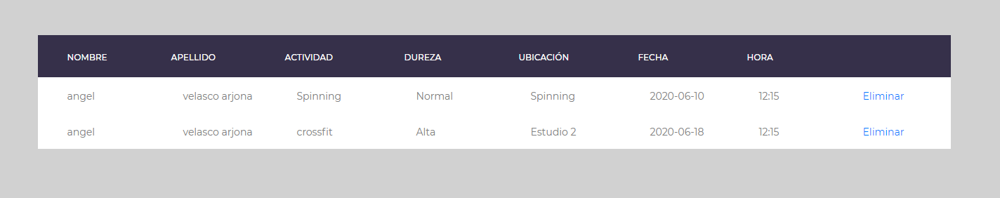 NOMBRE APELLIDO ACTIVIDAD DUREZA UBICACIÓN FECHA HORA
angel velasco arjona Spinning Normal Spinning 2020-06-10 12:15 Eliminar
angel velasco arjona crossfit Alta Estudio 2 2020-06-18 12:15 Eliminar